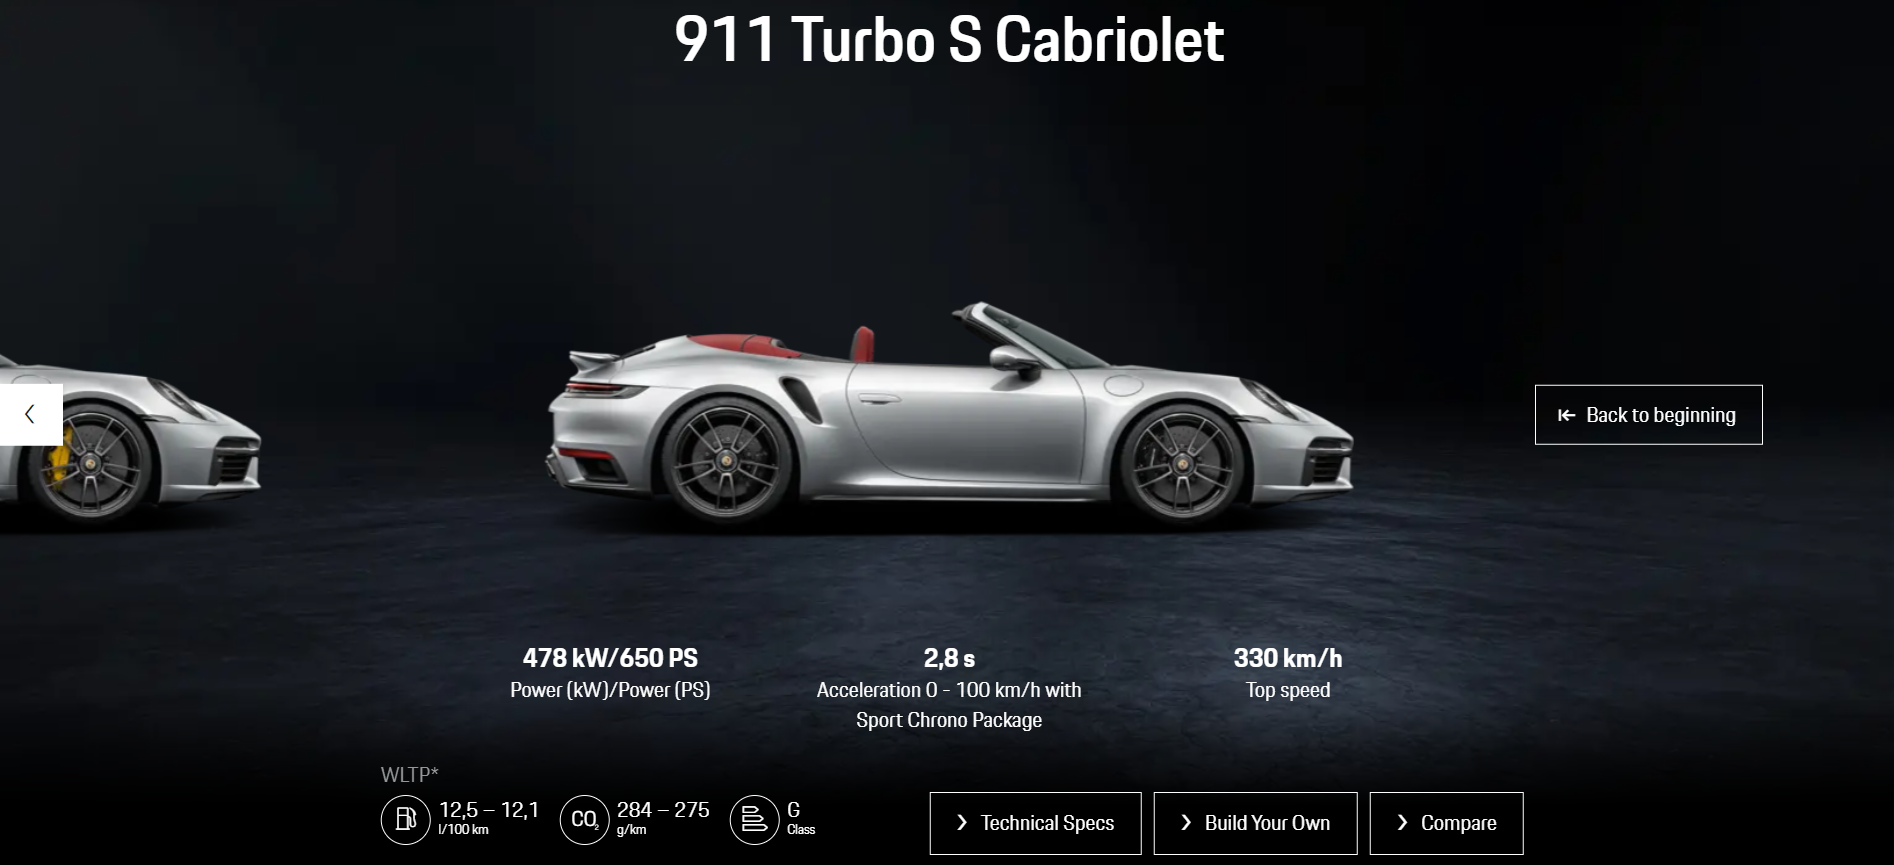 911 Turbo S Cabriolet
Back to beginning
478 kW/650 PS
Power (kW)/Power (PS)
2,8 s
Acceleration 0 - 100 km/h with
Sport Chrono Package
330 km/h
Top speed
WLTP*
12,5 – 12,1
l/100 km
CO₂
284 – 275
g/km
G
Class
Technical Specs
Build Your Own
Compare